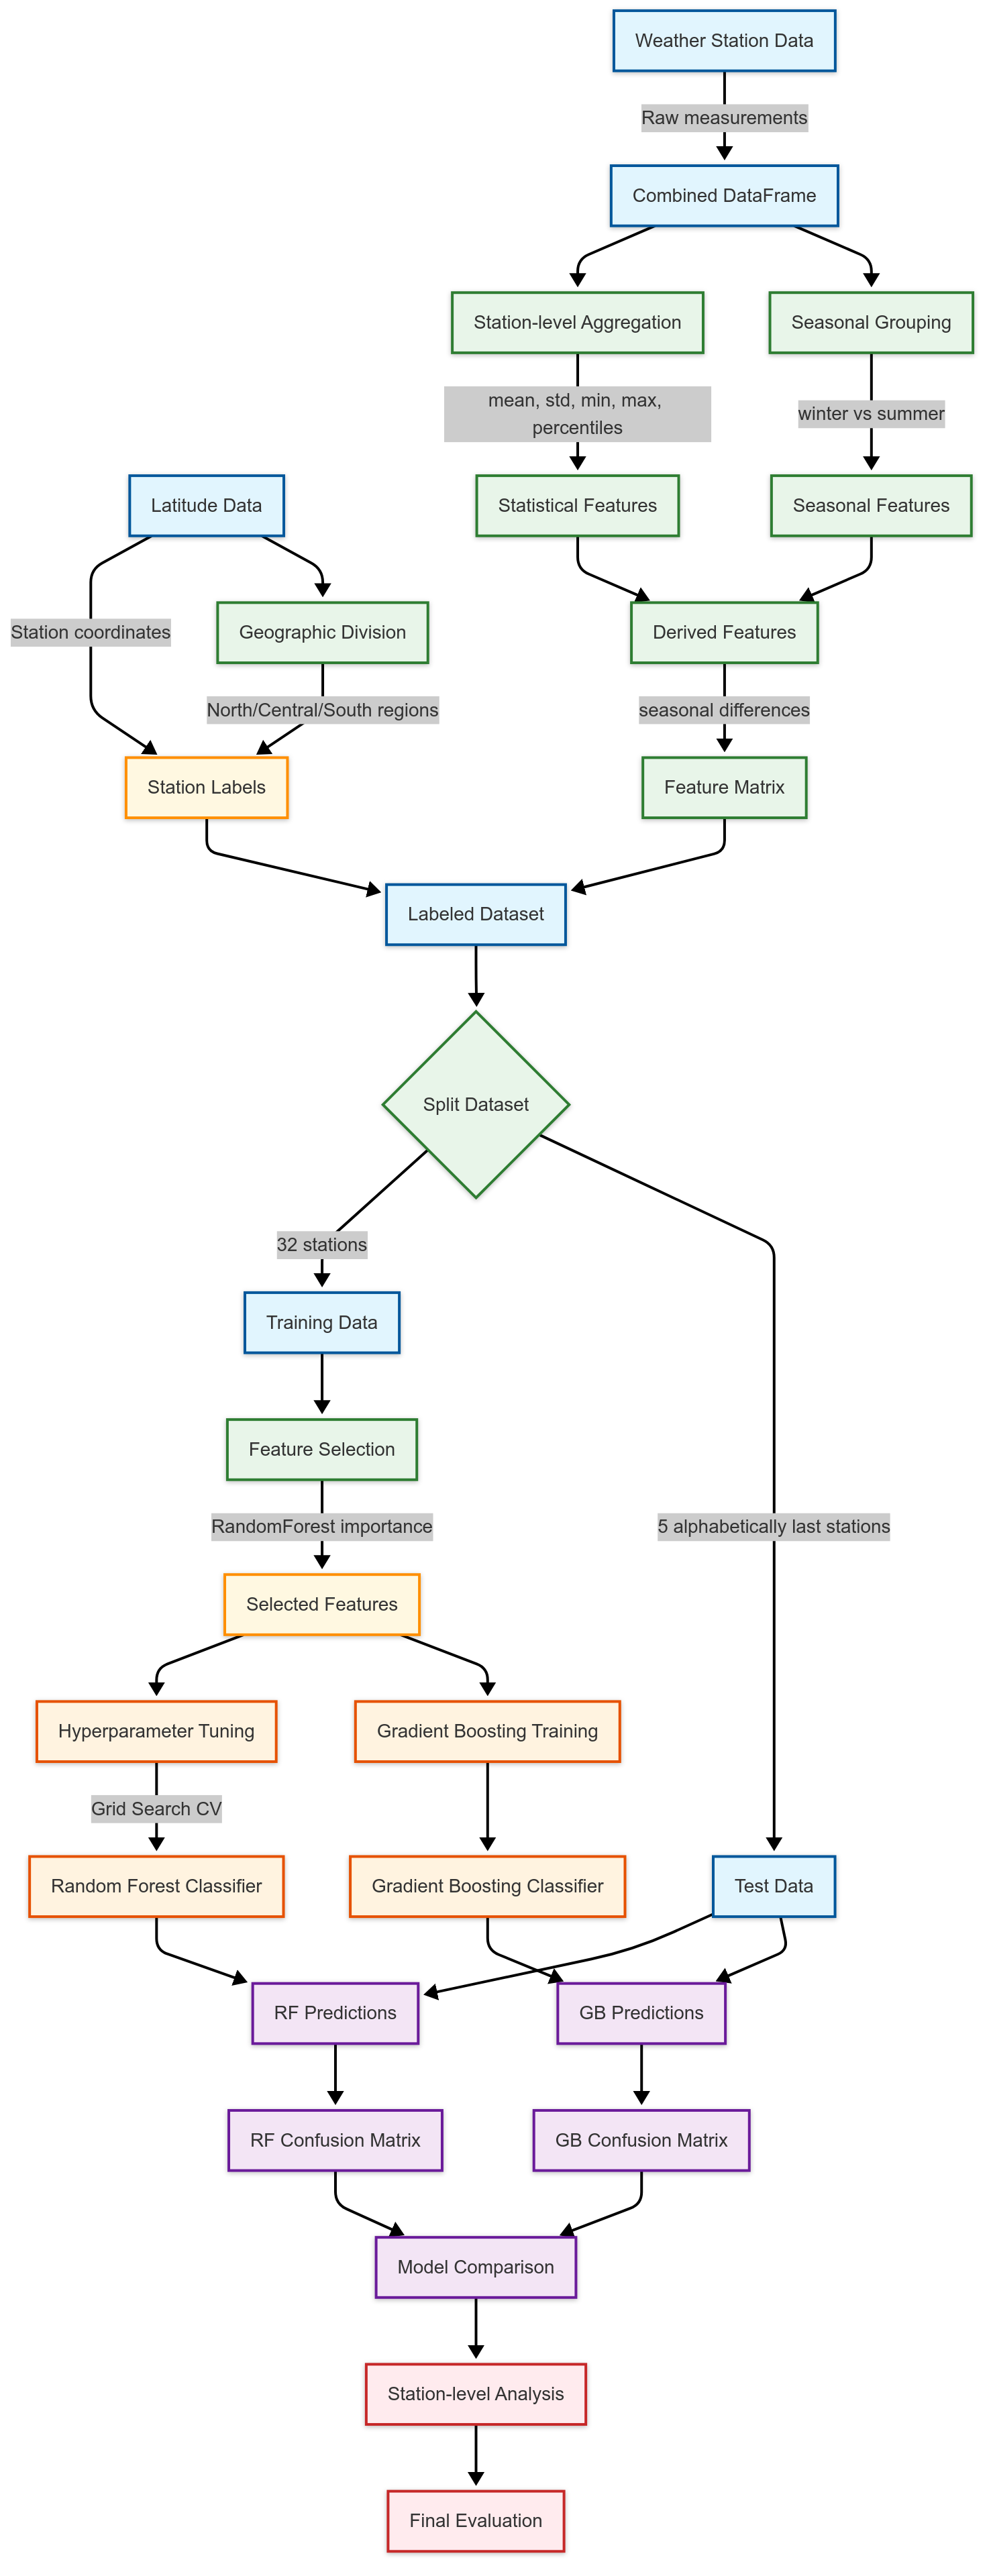 Weather Station Data
Raw measurements
Combined DataFrame
Station-level Aggregation
Seasonal Grouping
mean, std, min, max,
percentiles
winter vs summer
Latitude Data
Statistical Features
Seasonal Features
Station coordinates
Geographic Division
Derived Features
North/Central/South regions
seasonal differences
Station Labels
Feature Matrix
Labeled Dataset
Split Dataset
32 stations
Training Data
Feature Selection
RandomForest importance
5 alphabetically last stations
Selected Features
Hyperparameter Tuning
Gradient Boosting Training
Grid Search CV
Random Forest Classifier
Gradient Boosting Classifier
Test Data
RF Predictions
GB Predictions
RF Confusion Matrix
GB Confusion Matrix
Model Comparison
Station-level Analysis
Final Evaluation